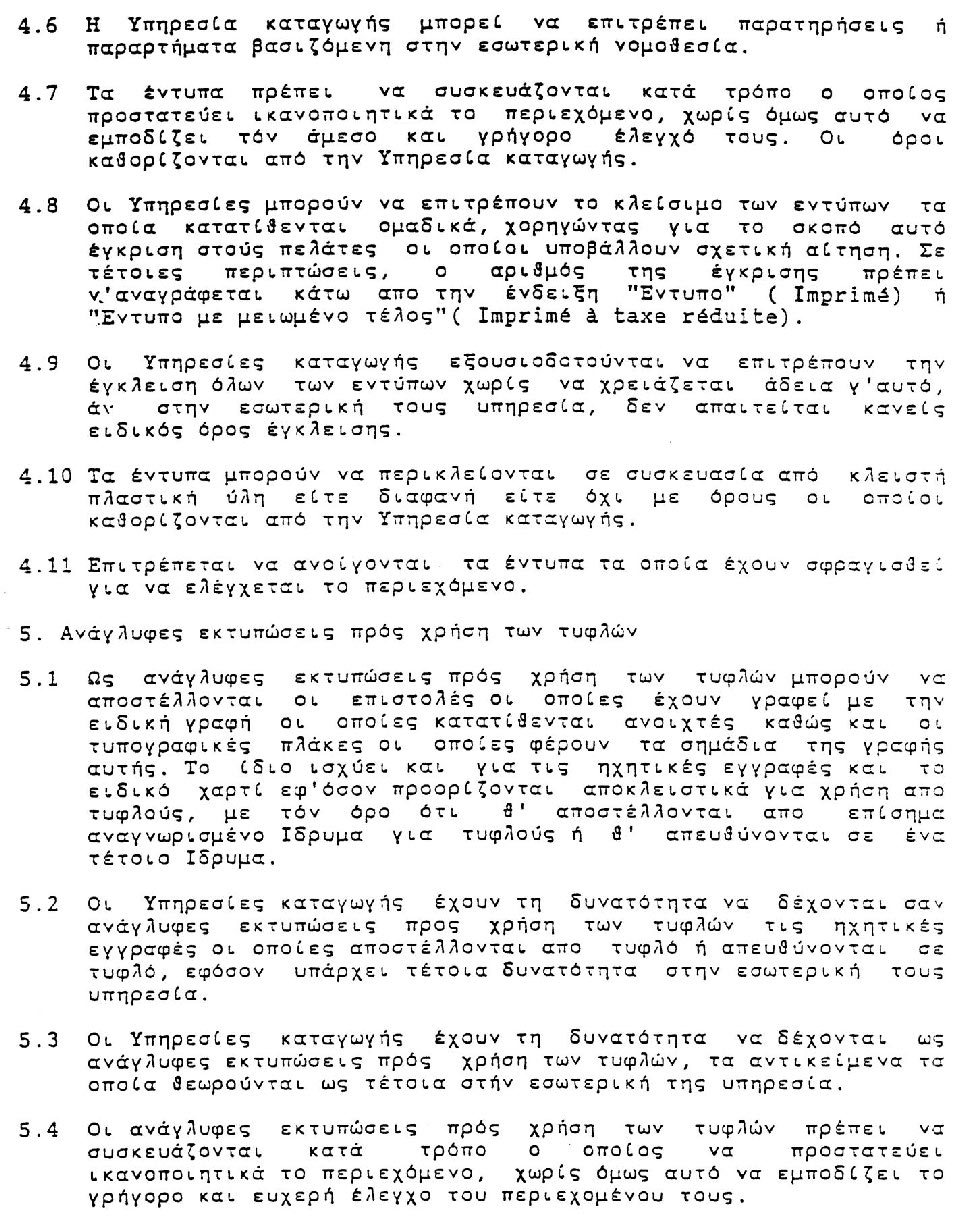 4.6 Η Υπηρεσία καταγωγής μπορεί να επιτρέπει παρατηρήσεις ή
παραρτήματα βασιζόμενη στην εσωτερική νομοθεσία.
4.7 Τα έντυπα πρέπει να συσκευάζονται κατά τρόπο ο οποίος
προστατεύει ικανοποιητικά το περιεχόμενο, χωρίς όμως αυτό να
εμποδίζει τόν άμεσο και γρήγορο έλεγχό τους. Οι όροι
καθορίζονται από την Υπηρεσία καταγωγής.
4.8 Οι Υπηρεσίες μπορούν να επιτρέπουν το κλείσιμο των εντύπων τα
οποία κατατίθενται ομαδικά, χορηγώντας για το σκοπό αυτό
έγκριση στούς πελάτες οι οποίοι υποβάλλουν σχετική αίτηση. Σε
τέτοιες περιπτώσεις, ο αριθμός της έγκρισης πρέπει
ν'αναγράφεται κάτω απο την ένδειξη "Εντυπο" ( Imprimé) ή
"Εντυπο με μειωμένο τέλος"( Imprimé à taxe réduite).
4.9 Οι Υπηρεσίες καταγωγής εξουσιοδοτούνται να επιτρέπουν την
έγκλειση όλων των εντύπων χωρίς να χρειάζεται άδεια γ'αυτό,
άν στην εσωτερική τους υπηρεσία, δεν απαιτείται κανείς
ειδικός όρος έγκλεισης.
4.10 Τα έντυπα μπορούν να περικλείονται σε συσκευασία από κλειστή
πλαστική ύλη είτε διαφανή είτε όχι με όρους οι οποίοι
καθορίζονται από την Υπηρεσία καταγωγής.
4.11 Επιτρέπεται να ανοίγονται τα έντυπα τα οποία έχουν σφραγισθεί
για να ελέγχεται το περιεχόμενο.
5. Ανάγλυφες εκτυπώσεις πρός χρήση των τυφλών
5.1 Ως ανάγλυφες εκτυπώσεις πρός χρήση των τυφλών μπορούν να
αποστέλλονται οι επιστολές οι οποίες έχουν γραφεί με την
ειδική γραφή οι οποίες κατατίθενται ανοιχτές καθώς και οι
τυπογραφικές πλάκες οι οποίες φέρουν τα σημάδια της γραφής
αυτής. Το ίδιο ισχύει και για τις ηχητικές εγγραφές και το
ειδικό χαρτί εφ'όσον προορίζονται αποκλειστικά για χρήση απο
τυφλούς, με τόν όρο ότι θ' αποστέλλονται απο επίσημα
αναγνωρισμένο Ιδρυμα για τυφλούς ή θ' απευθύνονται σε ένα
τέτοιο Ιδρυμα.
5.2 Οι Υπηρεσίες καταγωγής έχουν τη δυνατότητα να δέχονται σαν
ανάγλυφες εκτυπώσεις προς χρήση των τυφλών τις ηχητικές
εγγραφές οι οποίες αποστέλλονται απο τυφλό ή απευθύνονται σε
τυφλό, εφόσον υπάρχει τέτοια δυνατότητα στην εσωτερική τους
υπηρεσία.
5.3 Οι Υπηρεσίες καταγωγής έχουν τη δυνατότητα να δέχονται ως
ανάγλυφες εκτυπώσεις πρός χρήση των τυφλών, τα αντικείμενα τα
οποία θεωρούνται ως τέτοια στήν εσωτερική της υπηρεσία.
5.4 Οι ανάγλυφες εκτυπώσεις πρός χρήση των τυφλών πρέπει να
συσκευάζονται κατά τρόπο ο οποίος να προστατεύει
ικανοποιητικά το περιεχόμενο, χωρίς όμως αυτό να εμποδίζει το
γρήγορο και ευχερή έλεγχο του περιεχομένου τους.